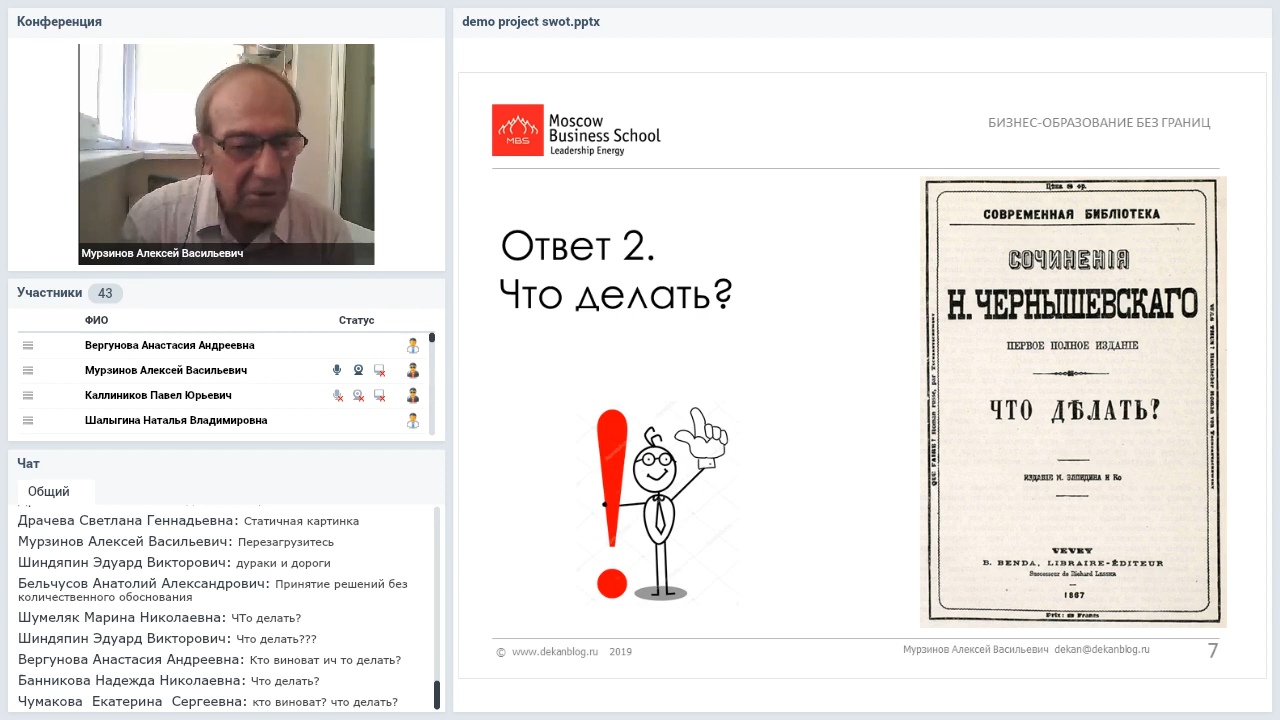 Конференция
Мурзинов Алексей Васильевич
Участники 43
ФИО Статус
Вергунова Анастасия Андреевна
Мурзинов Алексей Васильевич
Каллиников Павел Юрьевич
Шалыгина Наталья Владимировна
Чат
Общий
Драчева Светлана Геннадьевна: Статичная картинка
Мурзинов Алексей Васильевич: Перезагрузитесь
Шиндяпин Эдуард Викторович: дураки и дороги
Бельчусов Анатолий Александрович: Принятие решений без
количественного обоснования
Шумеляк Марина Николаевна: ЧТо делать?
Шиндяпин Эдуард Викторович: Что делать???
Вергунова Анастасия Андреевна: Кто виноват ич то делать?
Банникова Надежда Николаевна: Что делать?
Чумакова Екатерина Сергеевна: кто виноват? что делать?
demo project swot.pptx
MBS
Moscow
Business School
Leadership Energy
БИЗНЕС-ОБРАЗОВАНИЕ БЕЗ ГРАНИЦ
Ответ 2.
Что делать?
СОВРЕМЕННАЯ БИБЛІОТЕКА
СОЧИНЕНІЯ
Н. ЧЕРНЫШЕВСКАГО
ПЕРВОЕ ПОЛНОЕ ИЗДАНІЕ
ЧТО ДѢЛАТЬ?
ИЗДАНІЕ М. ЭЛПИДИНА И Ко
VEVEY
B. BENDA, LIBRAIRE-ÉDITEUR
1867
© www.dekanblog.ru 2019
Мурзинов Алексей Васильевич dekan@dekanblog.ru
7